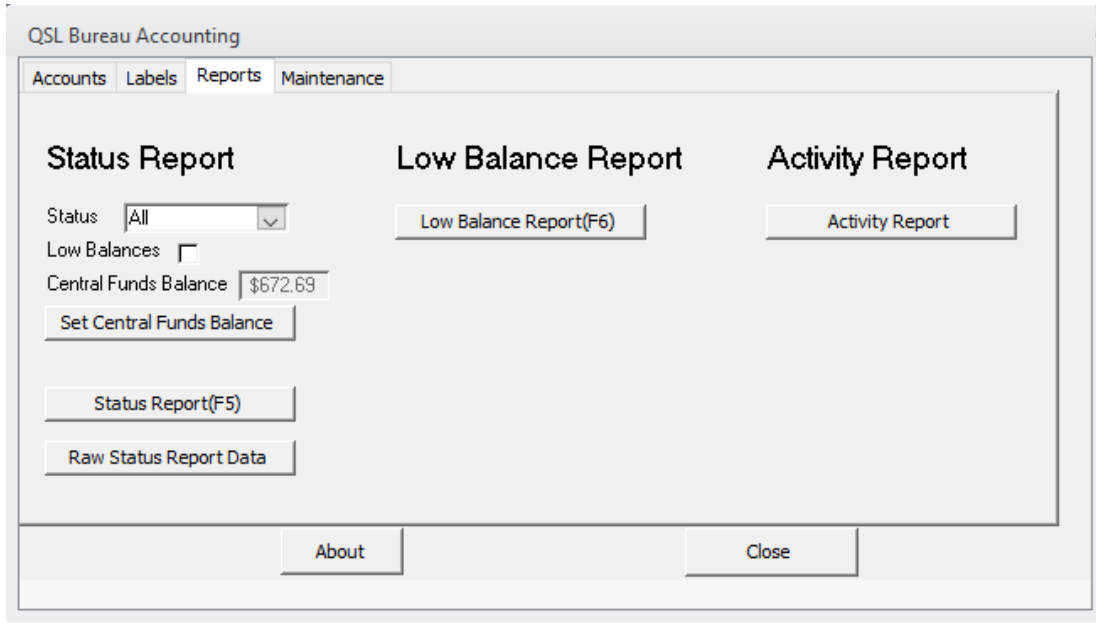 QSL Bureau Accounting
Accounts Labels Reports Maintenance
Status Report
Status All
Low Balances
Central Funds Balance $672.69
Set Central Funds Balance
Status Report(F5)
Raw Status Report Data
Low Balance Report
Low Balance Report(F6)
Activity Report
Activity Report
About Close